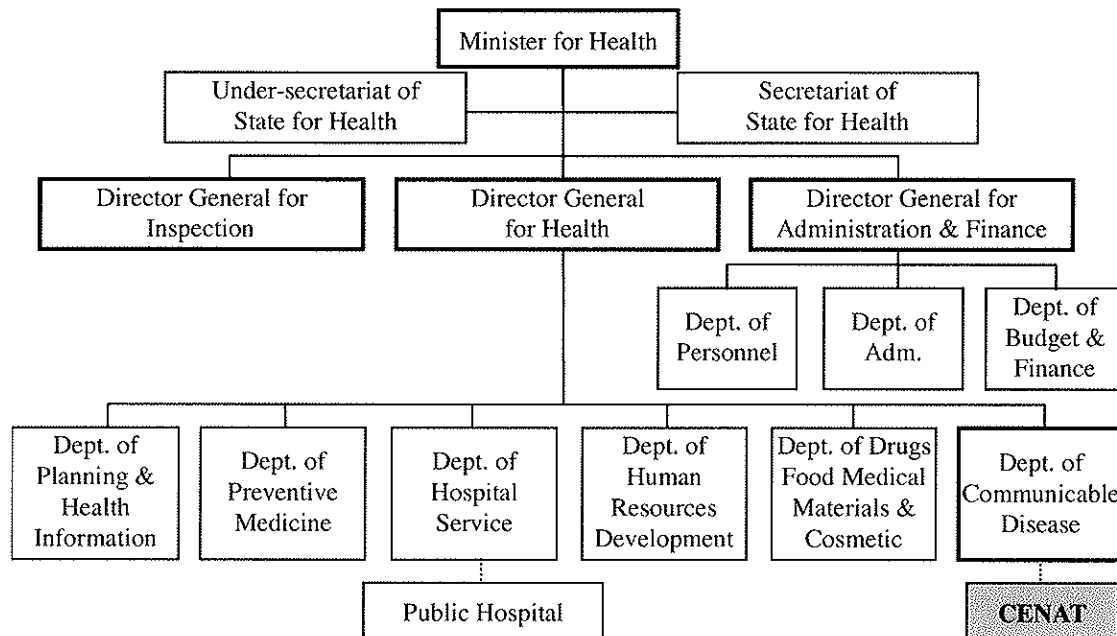 Minister for Health
Under-secretariat of
State for Health
Secretariat of
State for Health
Director General for
Inspection
Director General
for Health
Director General for
Administration & Finance
Dept. of
Personnel
Dept. of
Adm.
Dept. of
Budget &
Finance
Dept. of
Planning &
Health
Information
Dept. of
Preventive
Medicine
Dept. of
Hospital
Service
Dept. of
Human
Resources
Development
Dept. of Drugs
Food Medical
Materials &
Cosmetic
Dept. of
Communicable
Disease
Public Hospital
CENAT